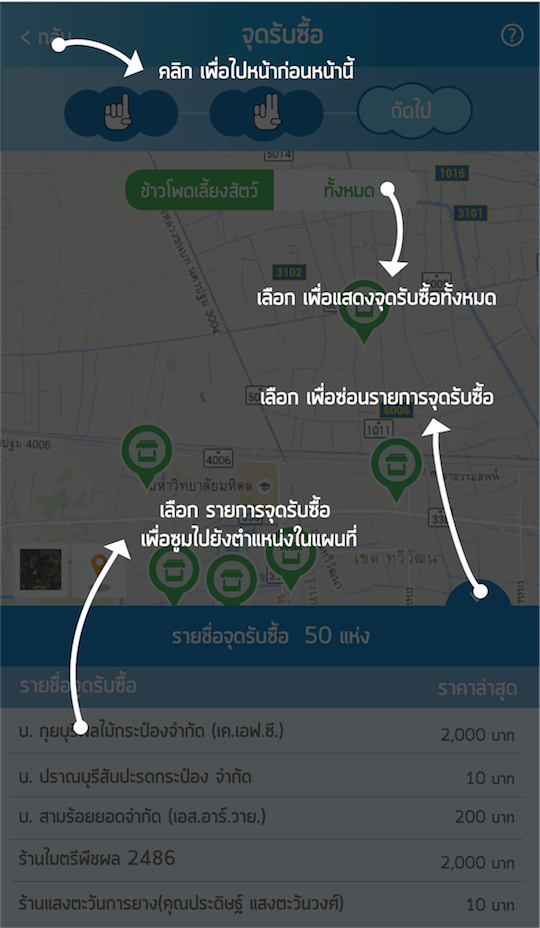 < กลับ
จุดรับซื้อ
?
คลิก เพื่อไปหน้าก่อนหน้านี้
ถัดไป
5014
1016
ข้าวโพดเลี้ยงสัตว์
ทั้งหมด
3101
3102
เลือก เพื่อแสดงจุดรับซื้อทั้งหมด
เลือก เพื่อซ่อนรายการจุดรับซื้อ
6006
1011
4006
4006
มหาวิทยาลัยมหิดล
เลือก รายการจุดรับซื้อ
เพื่อซูมไปยังตำแหน่งในแผนที่
เขต ทวีวัฒนา
รายชื่อจุดรับซื้อ 50 แห่ง
รายชื่อจุดรับซื้อ
ราคาล่าสุด
บ. กุยบุรีผลไม้กระป๋องจำกัด (เค.เอฟ.ซี.)
2,000 บาท
บ. ปราณบุรีสับปะรดกระป๋อง จำกัด
10 บาท
บ. สามร้อยยอดจำกัด (เอส.อาร์.วาย.)
200 บาท
ร้านไมตรีพืชผล 2486
2,000 บาท
ร้านแสงตะวันการยาง(คุณประดิษฐ์ แสงตะวันวงศ์)
10 บาท